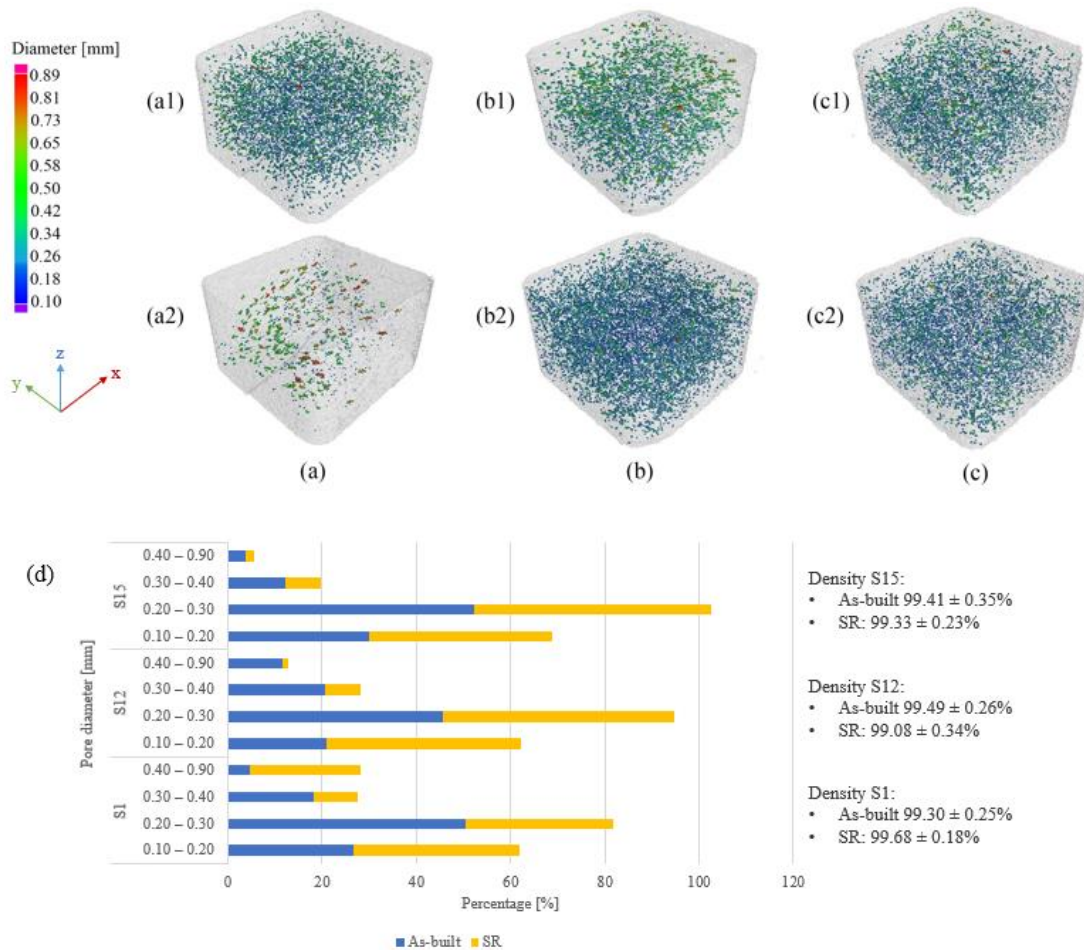 Diameter [mm]
0.89
0.81
0.73
0.65
0.58
0.50
0.42
0.34
0.26
0.18
0.10
(a1)
(b1)
(c1)
(a2)
(b2)
(c2)
z
y
x
(a)
(b)
(c)
(d)
Pore diameter [mm]
S15
0.40 – 0.90
0.30 – 0.40
0.20 – 0.30
0.10 – 0.20
S12
0.40 – 0.90
0.30 – 0.40
0.20 – 0.30
0.10 – 0.20
S1
0.40 – 0.90
0.30 – 0.40
0.20 – 0.30
0.10 – 0.20
0 20 40 60 80 100 120
Percentage [%]
As-built SR
Density S15:
• As-built 99.41 ± 0.35%
• SR: 99.33 ± 0.23%
Density S12:
• As-built 99.49 ± 0.26%
• SR: 99.08 ± 0.34%
Density S1:
• As-built 99.30 ± 0.25%
• SR: 99.68 ± 0.18%